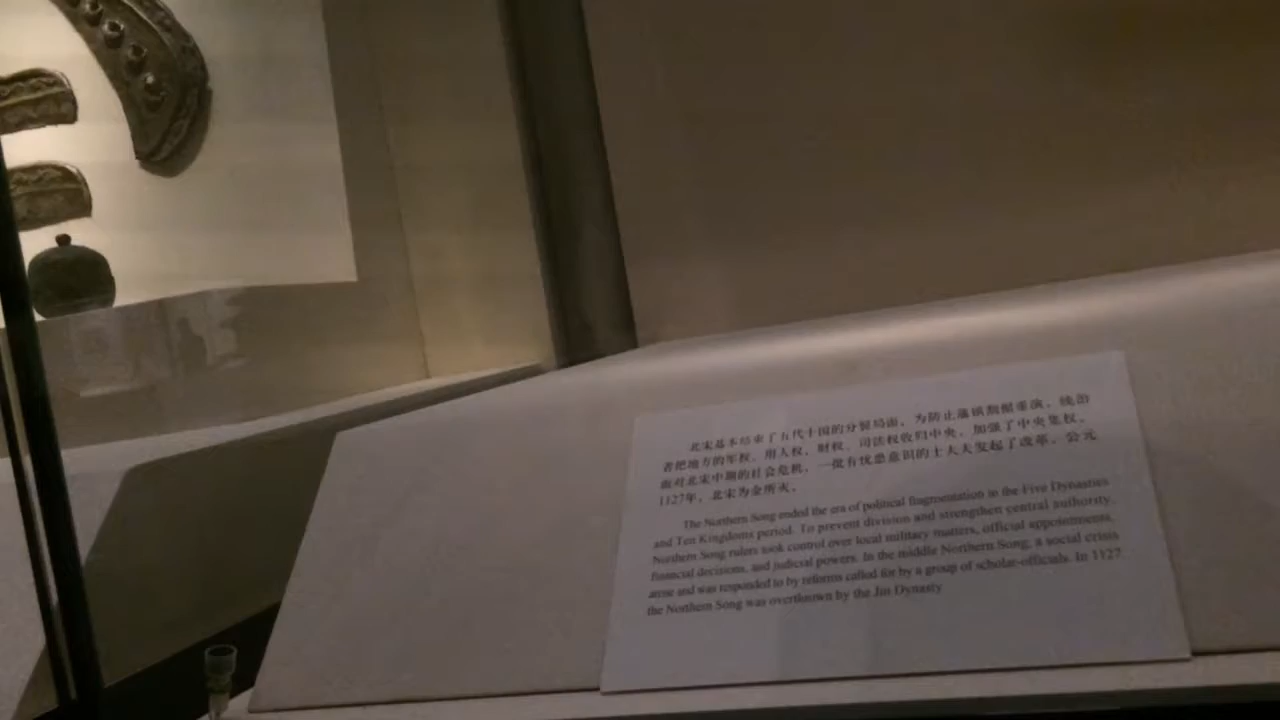 北宋基本结束了五代十国的分裂局面，为防止藩镇割据重演，统治
者把地方的军权、用人权、财权、司法权收归中央，加强了中央集权。
面对北宋中期的社会危机，一批有忧患意识的士大夫发起了改革。公元
1127年，北宋为金所灭。
The Northern Song ended the era of political fragmentation in the Five Dynasties
and Ten Kingdoms period. To prevent division and strengthen central authority,
Northern Song rulers took control over local military matters, official appointments,
financial decisions, and judicial powers. In the middle Northern Song, a social crisis
arose and was responded to by reforms called for by a group of scholar-officials. In 1127
the Northern Song was overthrown by the Jin Dynasty